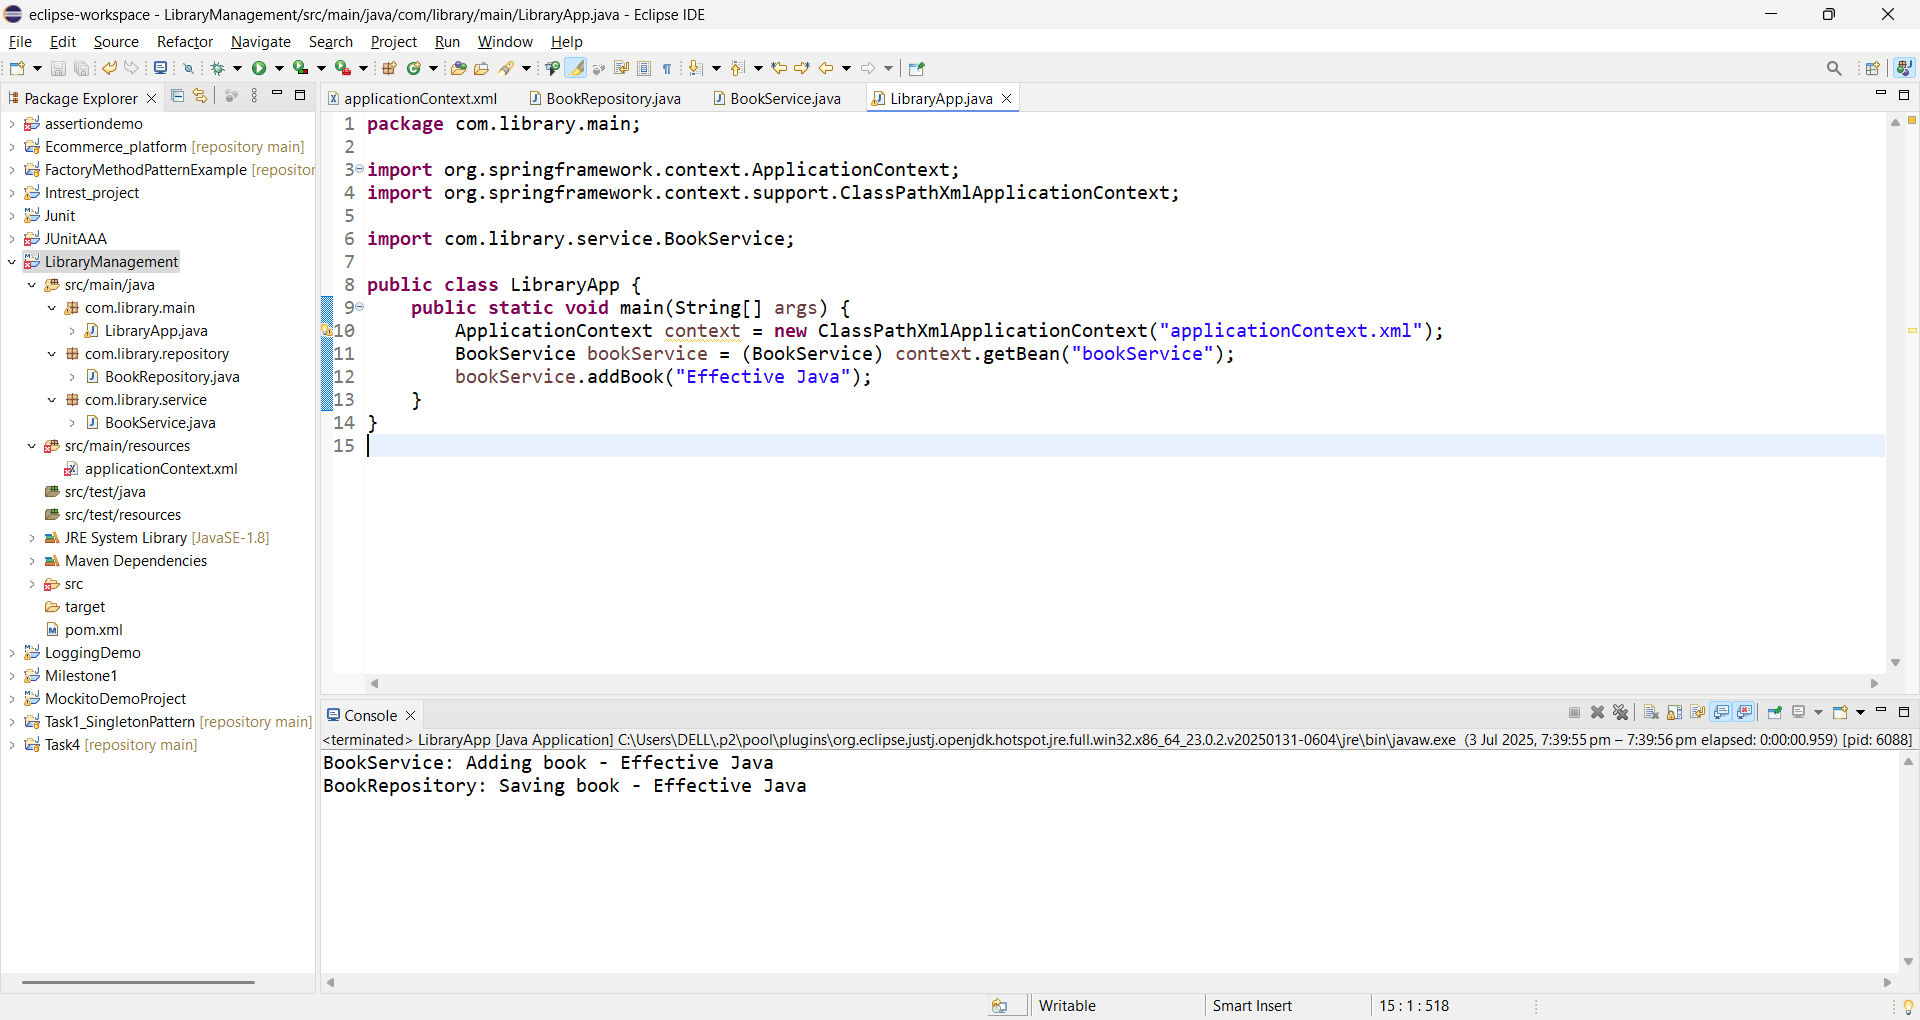 eclipse-workspace - LibraryManagement/src/main/java/com/library/main/LibraryApp.java - Eclipse IDE
File Edit Source Refactor Navigate Search Project Run Window Help
Package Explorer
assertiondemo
Ecommerce_platform [repository main]
FactoryMethodPatternExample [repositor
Intrest_project
Junit
JUnitAAA
LibraryManagement
src/main/java
com.library.main
LibraryApp.java
com.library.repository
BookRepository.java
com.library.service
BookService.java
src/main/resources
applicationContext.xml
src/test/java
src/test/resources
JRE System Library [JavaSE-1.8]
Maven Dependencies
src
target
pom.xml
LoggingDemo
Milestone1
MockitoDemoProject
Task1_SingletonPattern [repository main]
Task4 [repository main]
applicationContext.xml BookRepository.java BookService.java LibraryApp.java
1 package com.library.main;
2
3 import org.springframework.context.ApplicationContext;
4 import org.springframework.context.support.ClassPathXmlApplicationContext;
5
6 import com.library.service.BookService;
7
8 public class LibraryApp {
9     public static void main(String[] args) {
10         ApplicationContext context = new ClassPathXmlApplicationContext("applicationContext.xml");
11         BookService bookService = (BookService) context.getBean("bookService");
12         bookService.addBook("Effective Java");
13     }
14 }
15
Console
<terminated> LibraryApp [Java Application] C:\Users\DELL\.p2\pool\plugins\org.eclipse.justj.openjdk.hotspot.jre.full.win32.x86_64_23.0.2.v20250131-0604\jre\bin\javaw.exe (3 Jul 2025, 7:39:55 pm – 7:39:56 pm elapsed: 0:00:00.959) [pid: 6088]
BookService: Adding book - Effective Java
BookRepository: Saving book - Effective Java
Writable Smart Insert 15 : 1 : 518